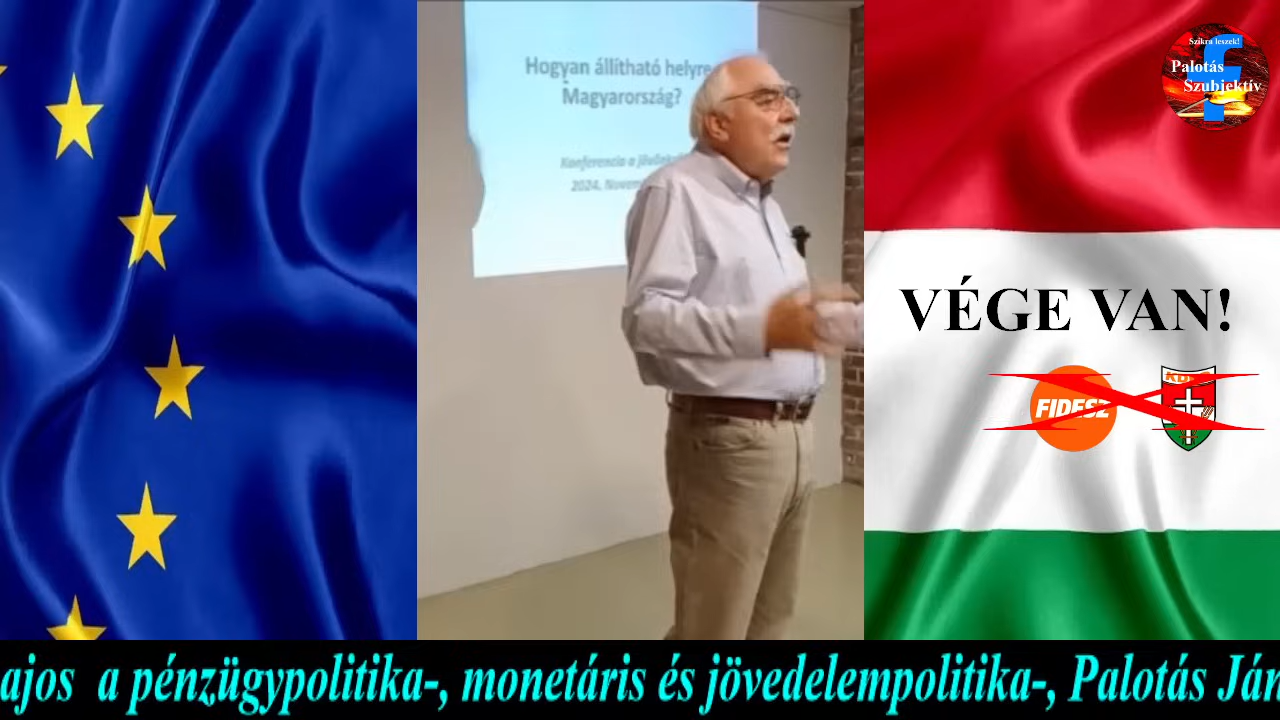 Hogyan állítható helyre
Magyarország?
Konferencia a
2024.
Szikra leszek!
Palotás
Szubjektív
VÉGE VAN!
FIDESZ
ajos a pénzügypolitika-, monetáris és jövedelempolitika-, Palotás Ján